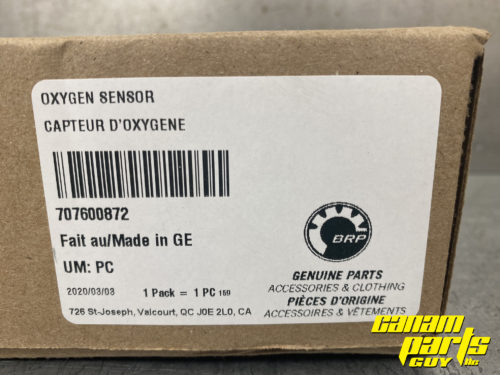 OXYGEN SENSOR
CAPTEUR D'OXYGENE
707600872
Fait au/Made in GE
UM: PC
2020/03/03 1 Pack = 1 PC 159
726 St-Joseph, Valcourt, QC J0E 2L0, CA
BRP
GENUINE PARTS
ACCESSORIES & CLOTHING
PIÈCES D'ORIGINE
ACCESSOIRES & VÊTEMENTS
Canam
parts
GUY llc